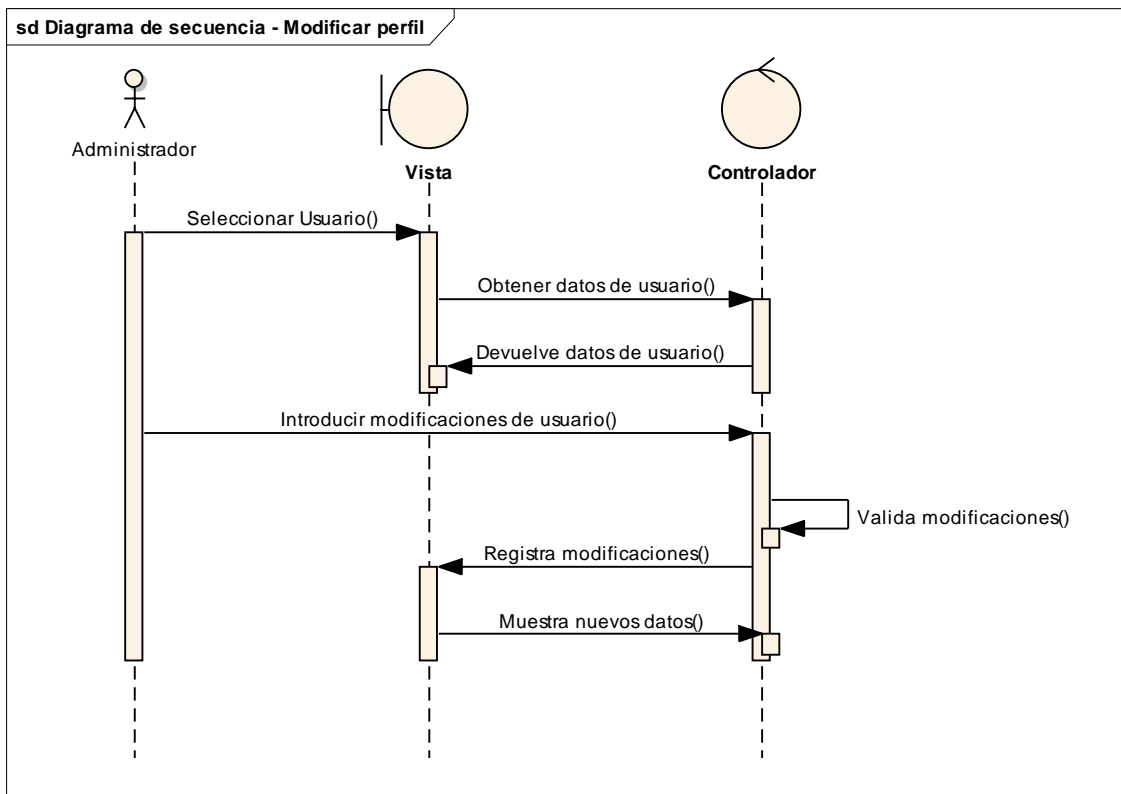 sd Diagrama de secuencia - Modificar perfil
Administrador
Vista
Controlador
Seleccionar Usuario()
Obtener datos de usuario()
Devuelve datos de usuario()
Introducir modificaciones de usuario()
Valida modificaciones()
Registra modificaciones()
Muestra nuevos datos()